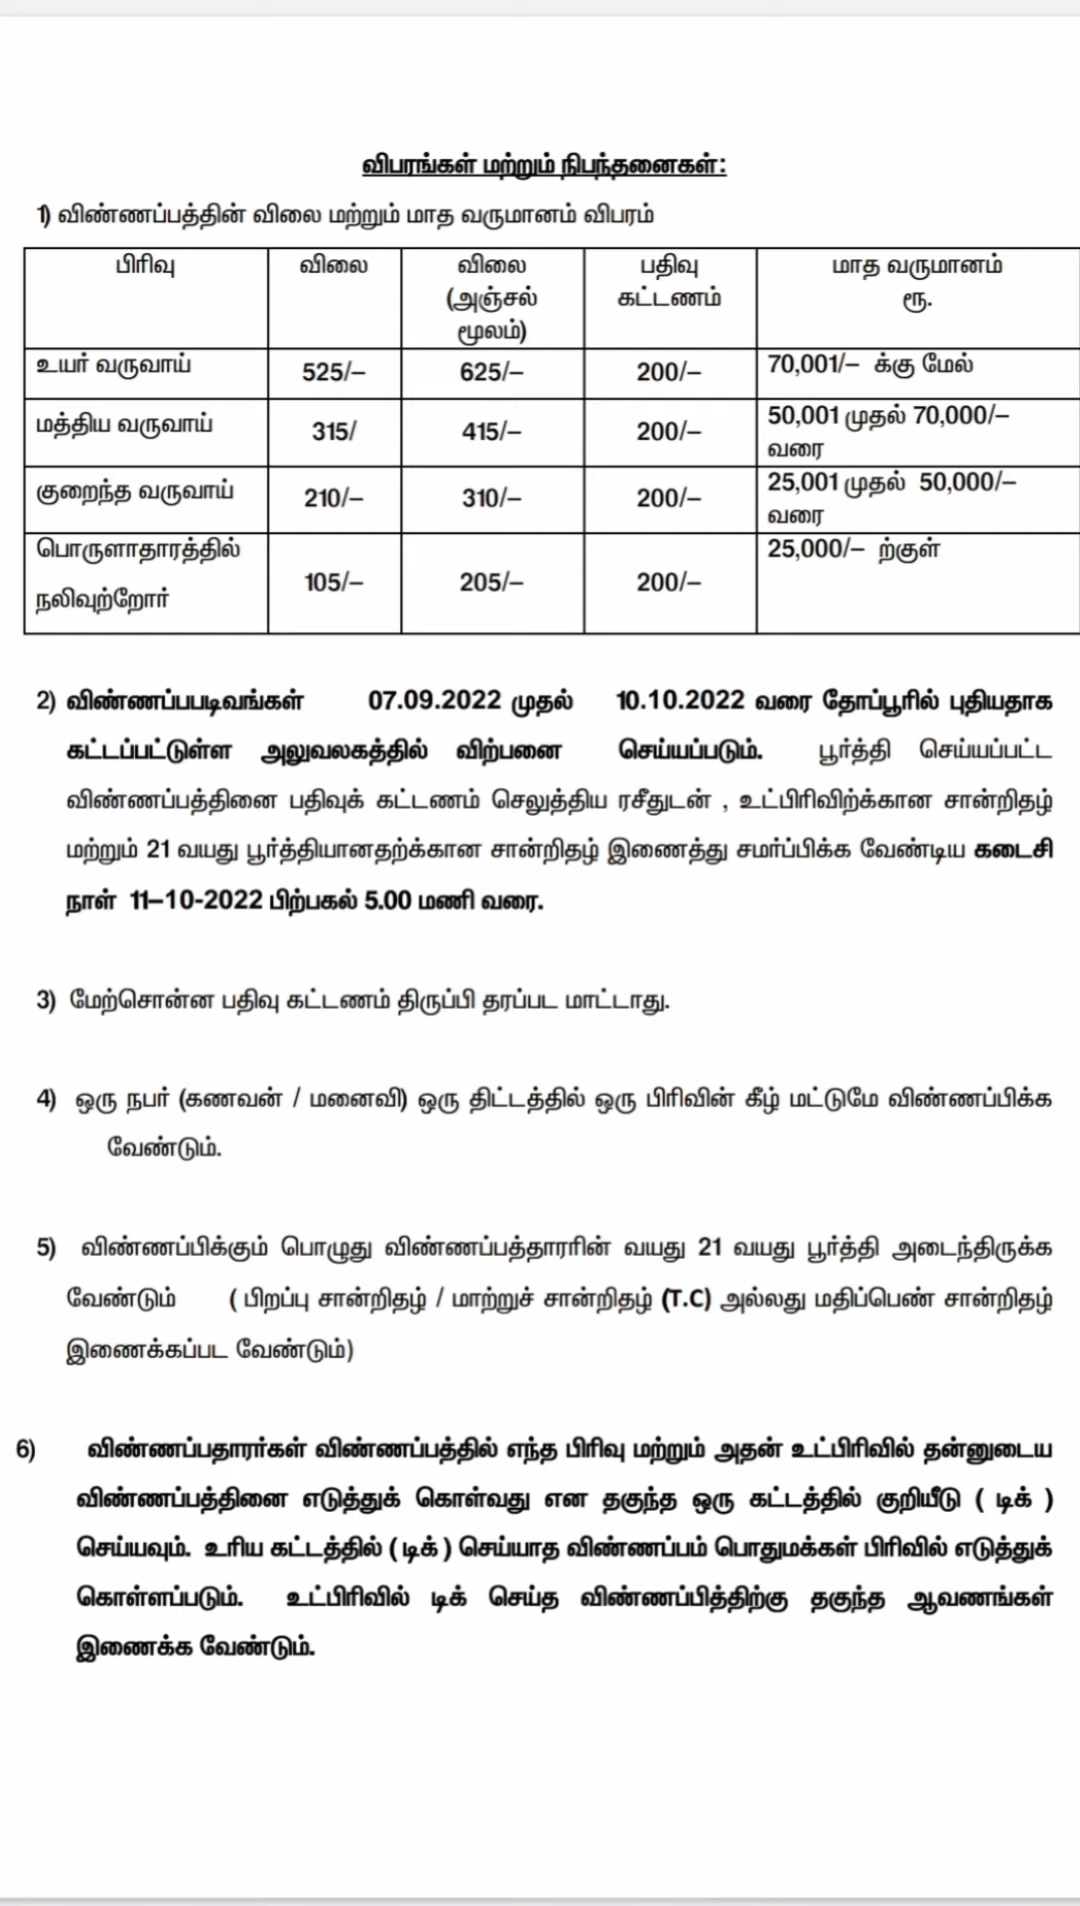 விபரங்கள் மற்றும் நிபந்தனைகள்:
1) விண்ணப்பத்தின் விலை மற்றும் மாத வருமானம் விபரம்
பிரிவு விலை விலை (அஞ்சல் மூலம்) பதிவு கட்டணம் மாத வருமானம் ரூ.
உயர் வருவாய் 525/– 625/– 200/– 70,001/– க்கு மேல்
மத்திய வருவாய் 315/ 415/– 200/– 50,001 முதல் 70,000/– வரை
குறைந்த வருவாய் 210/– 310/– 200/– 25,001 முதல் 50,000/– வரை
பொருளாதாரத்தில் நலிவுற்றோர் 105/– 205/– 200/– 25,000/– ற்குள்
2) விண்ணப்பபடிவங்கள் 07.09.2022 முதல் 10.10.2022 வரை தோப்பூரில் புதியதாக
கட்டப்பட்டுள்ள அலுவலகத்தில் விற்பனை செய்யப்படும். பூர்த்தி செய்யப்பட்ட
விண்ணப்பத்தினை பதிவுக் கட்டணம் செலுத்திய ரசீதுடன் , உட்பிரிவிற்க்கான சான்றிதழ்
மற்றும் 21 வயது பூர்த்தியானதற்க்கான சான்றிதழ் இணைத்து சமர்ப்பிக்க வேண்டிய கடைசி
நாள் 11–10-2022 பிற்பகல் 5.00 மணி வரை.
3) மேற்சொன்ன பதிவு கட்டணம் திருப்பி தரப்பட மாட்டாது.
4) ஒரு நபர் (கணவன் / மனைவி) ஒரு திட்டத்தில் ஒரு பிரிவின் கீழ் மட்டுமே விண்ணப்பிக்க
வேண்டும்.
5) விண்ணப்பிக்கும் பொழுது விண்ணப்பத்தாரரின் வயது 21 வயது பூர்த்தி அடைந்திருக்க
வேண்டும் ( பிறப்பு சான்றிதழ் / மாற்றுச் சான்றிதழ் (T.C) அல்லது மதிப்பெண் சான்றிதழ்
இணைக்கப்பட வேண்டும்)
6) விண்ணப்பதாரர்கள் விண்ணப்பத்தில் எந்த பிரிவு மற்றும் அதன் உட்பிரிவில் தன்னுடைய
விண்ணப்பத்தினை எடுத்துக் கொள்வது என தகுந்த ஒரு கட்டத்தில் குறியீடு ( டிக் )
செய்யவும். உரிய கட்டத்தில் ( டிக் ) செய்யாத விண்ணப்பம் பொதுமக்கள் பிரிவில் எடுத்துக்
கொள்ளப்படும். உட்பிரிவில் டிக் செய்த விண்ணப்பித்திற்கு தகுந்த ஆவணங்கள்
இணைக்க வேண்டும்.